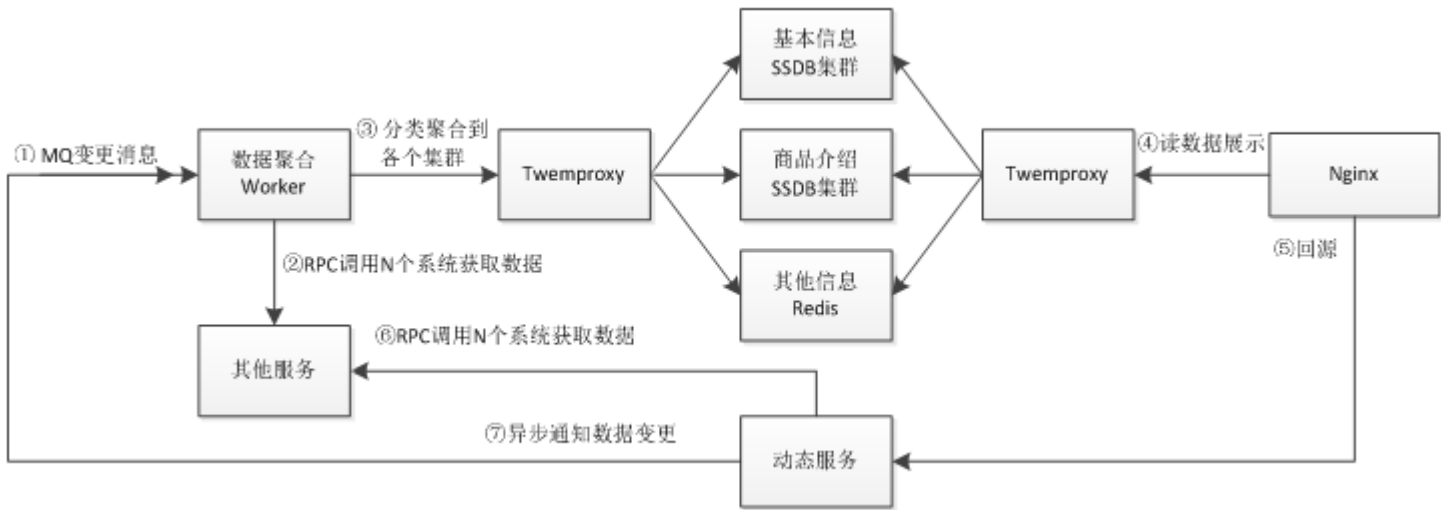 基本信息
SSDB集群
① MQ变更消息
数据聚合
Worker
③ 分类聚合到
各个集群
Twemproxy
商品介绍
SSDB集群
Twemproxy
④读数据展示
Nginx
②RPC调用N个系统获取数据
⑤回源
其他信息
Redis
⑥RPC调用N个系统获取数据
其他服务
⑦异步通知数据变更
动态服务